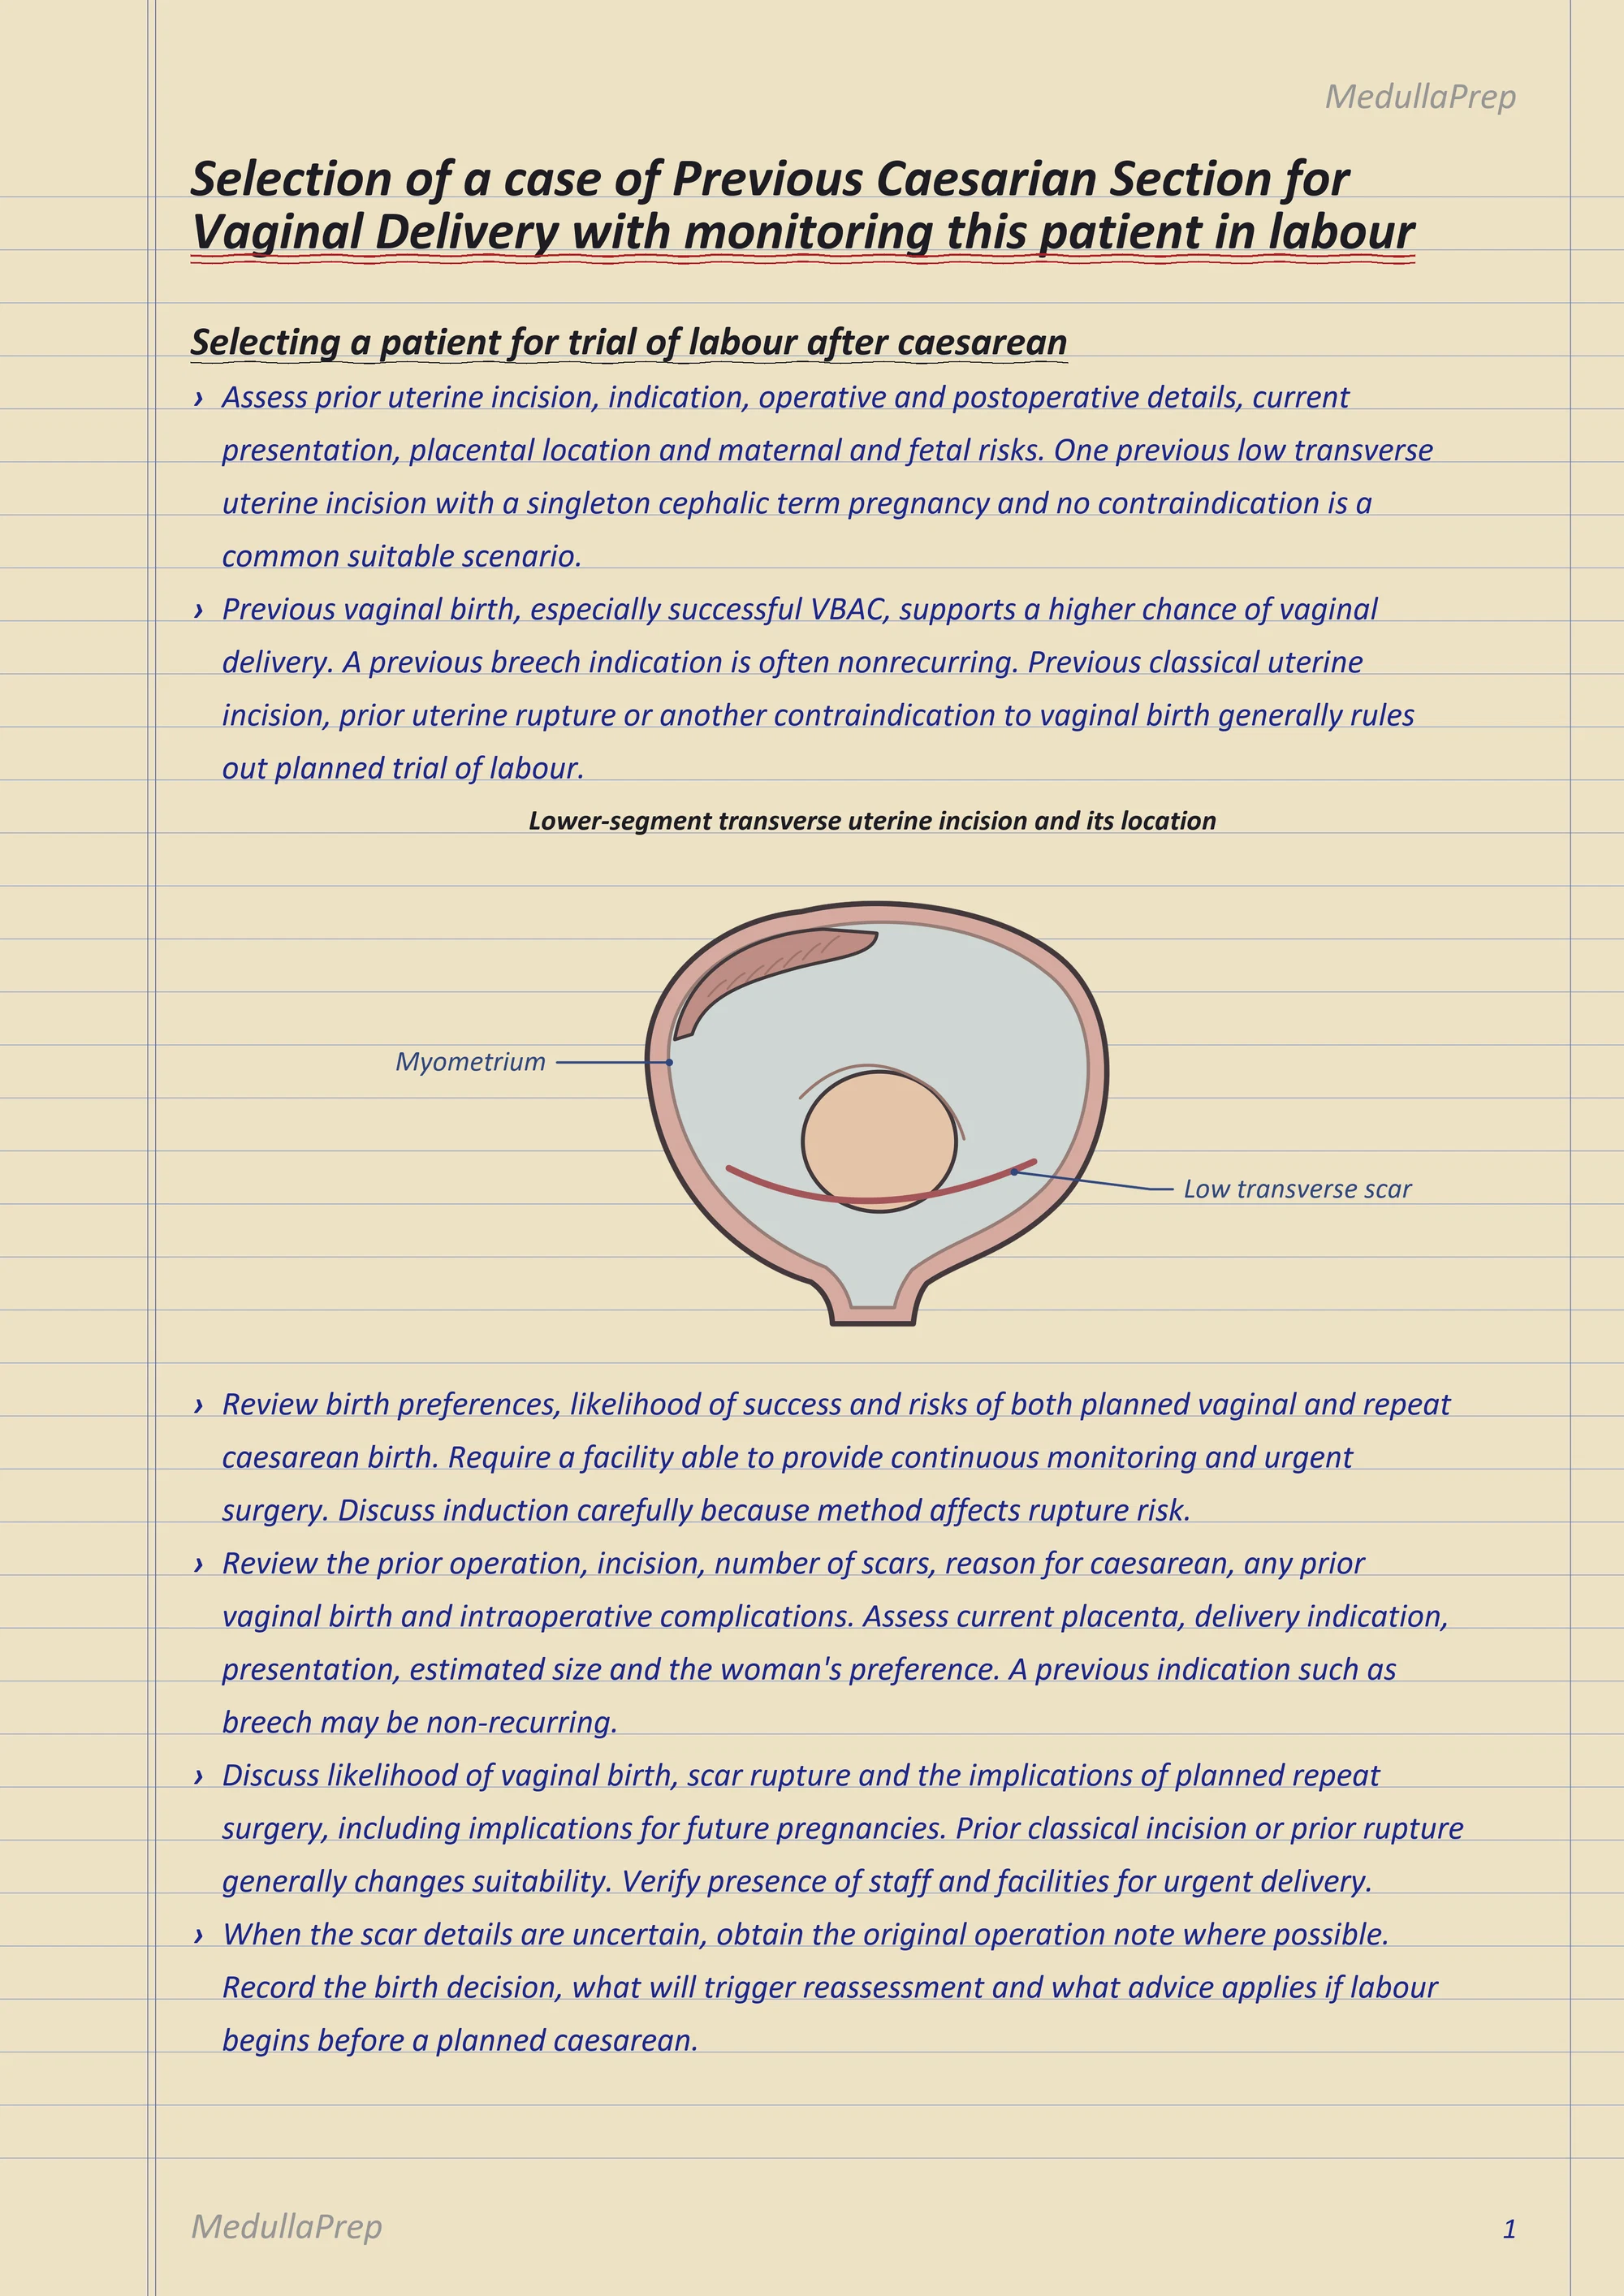 MedullaPrep
Selection of a case of Previous Caesarian Section for
Vaginal Delivery with monitoring this patient in labour
Selecting a patient for trial of labour after caesarean
› Assess prior uterine incision, indication, operative and postoperative details, current
presentation, placental location and maternal and fetal risks. One previous low transverse
uterine incision with a singleton cephalic term pregnancy and no contraindication is a
common suitable scenario.
› Previous vaginal birth, especially successful VBAC, supports a higher chance of vaginal
delivery. A previous breech indication is often nonrecurring. Previous classical uterine
incision, prior uterine rupture or another contraindication to vaginal birth generally rules
out planned trial of labour.
Lower-segment transverse uterine incision and its location
Myometrium
Low transverse scar
› Review birth preferences, likelihood of success and risks of both planned vaginal and repeat
caesarean birth. Require a facility able to provide continuous monitoring and urgent
surgery. Discuss induction carefully because method affects rupture risk.
› Review the prior operation, incision, number of scars, reason for caesarean, any prior
vaginal birth and intraoperative complications. Assess current placenta, delivery indication,
presentation, estimated size and the woman's preference. A previous indication such as
breech may be non-recurring.
› Discuss likelihood of vaginal birth, scar rupture and the implications of planned repeat
surgery, including implications for future pregnancies. Prior classical incision or prior rupture
generally changes suitability. Verify presence of staff and facilities for urgent delivery.
› When the scar details are uncertain, obtain the original operation note where possible.
Record the birth decision, what will trigger reassessment and what advice applies if labour
begins before a planned caesarean.
MedullaPrep
1